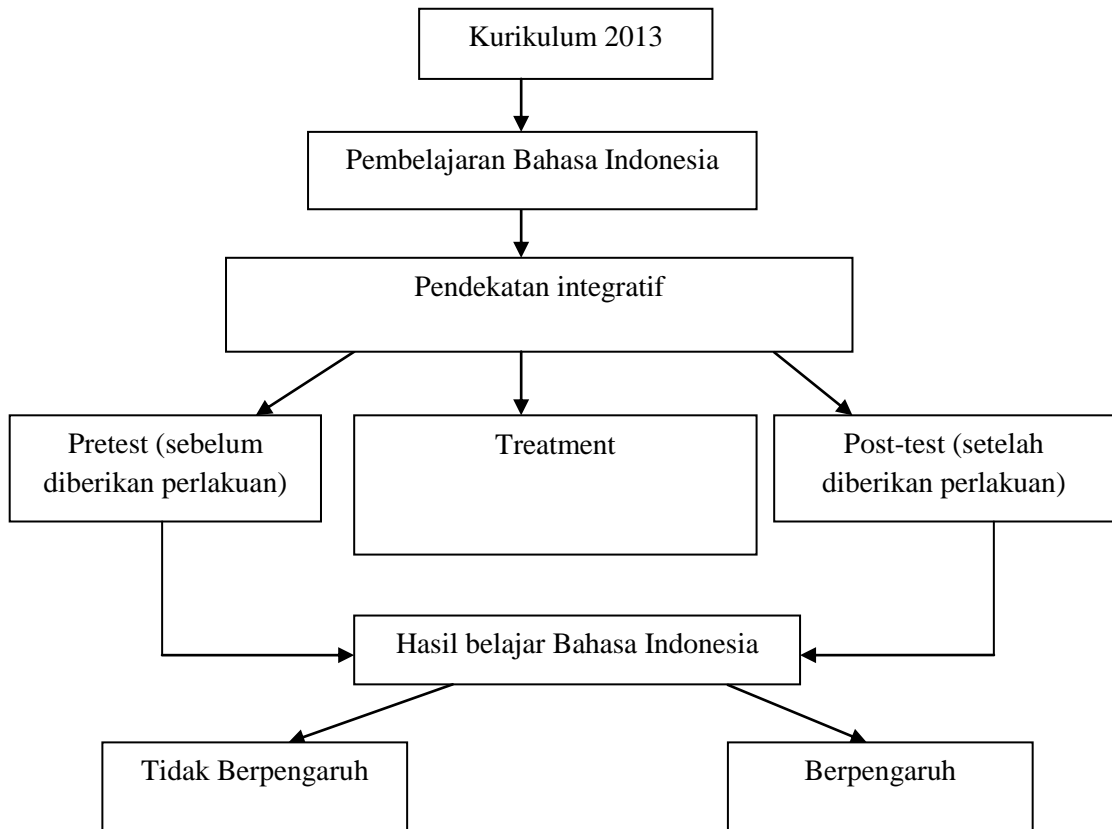 Kurikulum 2013
Pembelajaran Bahasa Indonesia
Pendekatan integratif
Pretest (sebelum
diberikan perlakuan)
Treatment
Post-test (setelah
diberikan perlakuan)
Hasil belajar Bahasa Indonesia
Tidak Berpengaruh
Berpengaruh